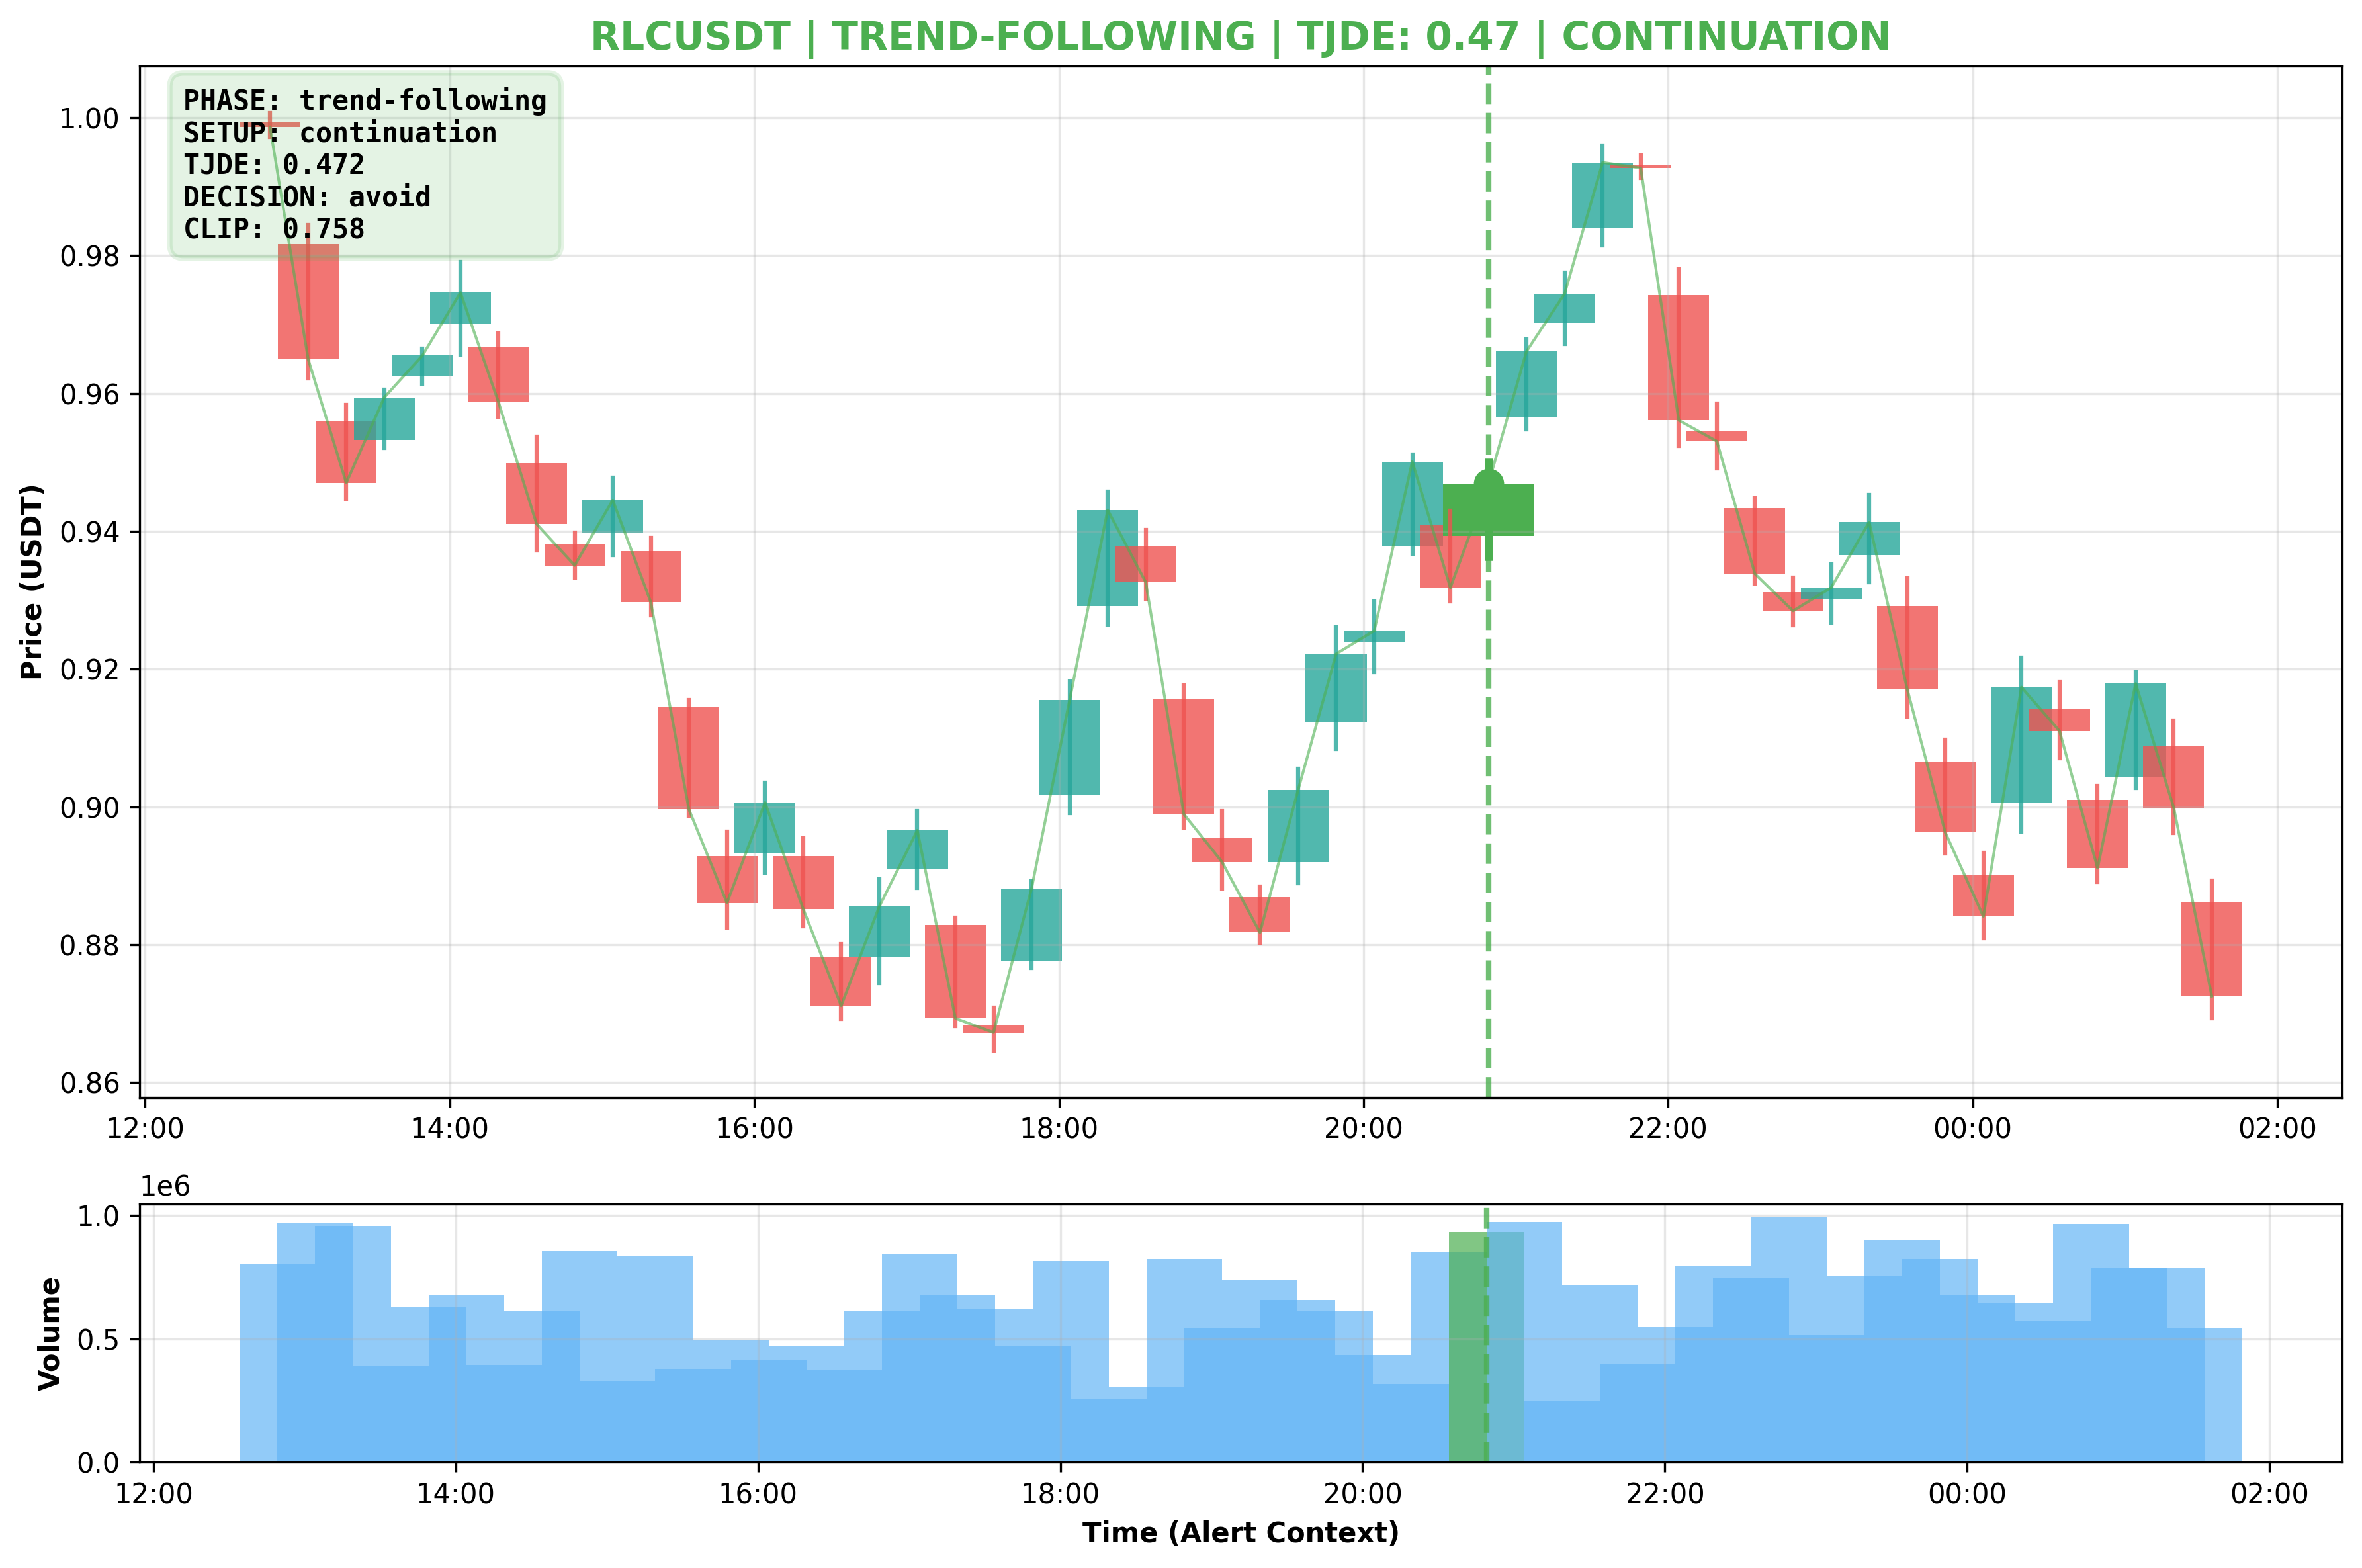 RLCUSDT | TREND-FOLLOWING | TJDE: 0.47 | CONTINUATION
PHASE: trend-following
SETUP: continuation
TJDE: 0.472
DECISION: avoid
CLIP: 0.758
Price (USDT)
1.00
0.98
0.96
0.94
0.92
0.90
0.88
0.86
12:00 14:00 16:00 18:00 20:00 22:00 00:00 02:00
1e6
Volume
1.0
0.5
0.0
12:00 14:00 16:00 18:00 20:00 22:00 00:00 02:00
Time (Alert Context)